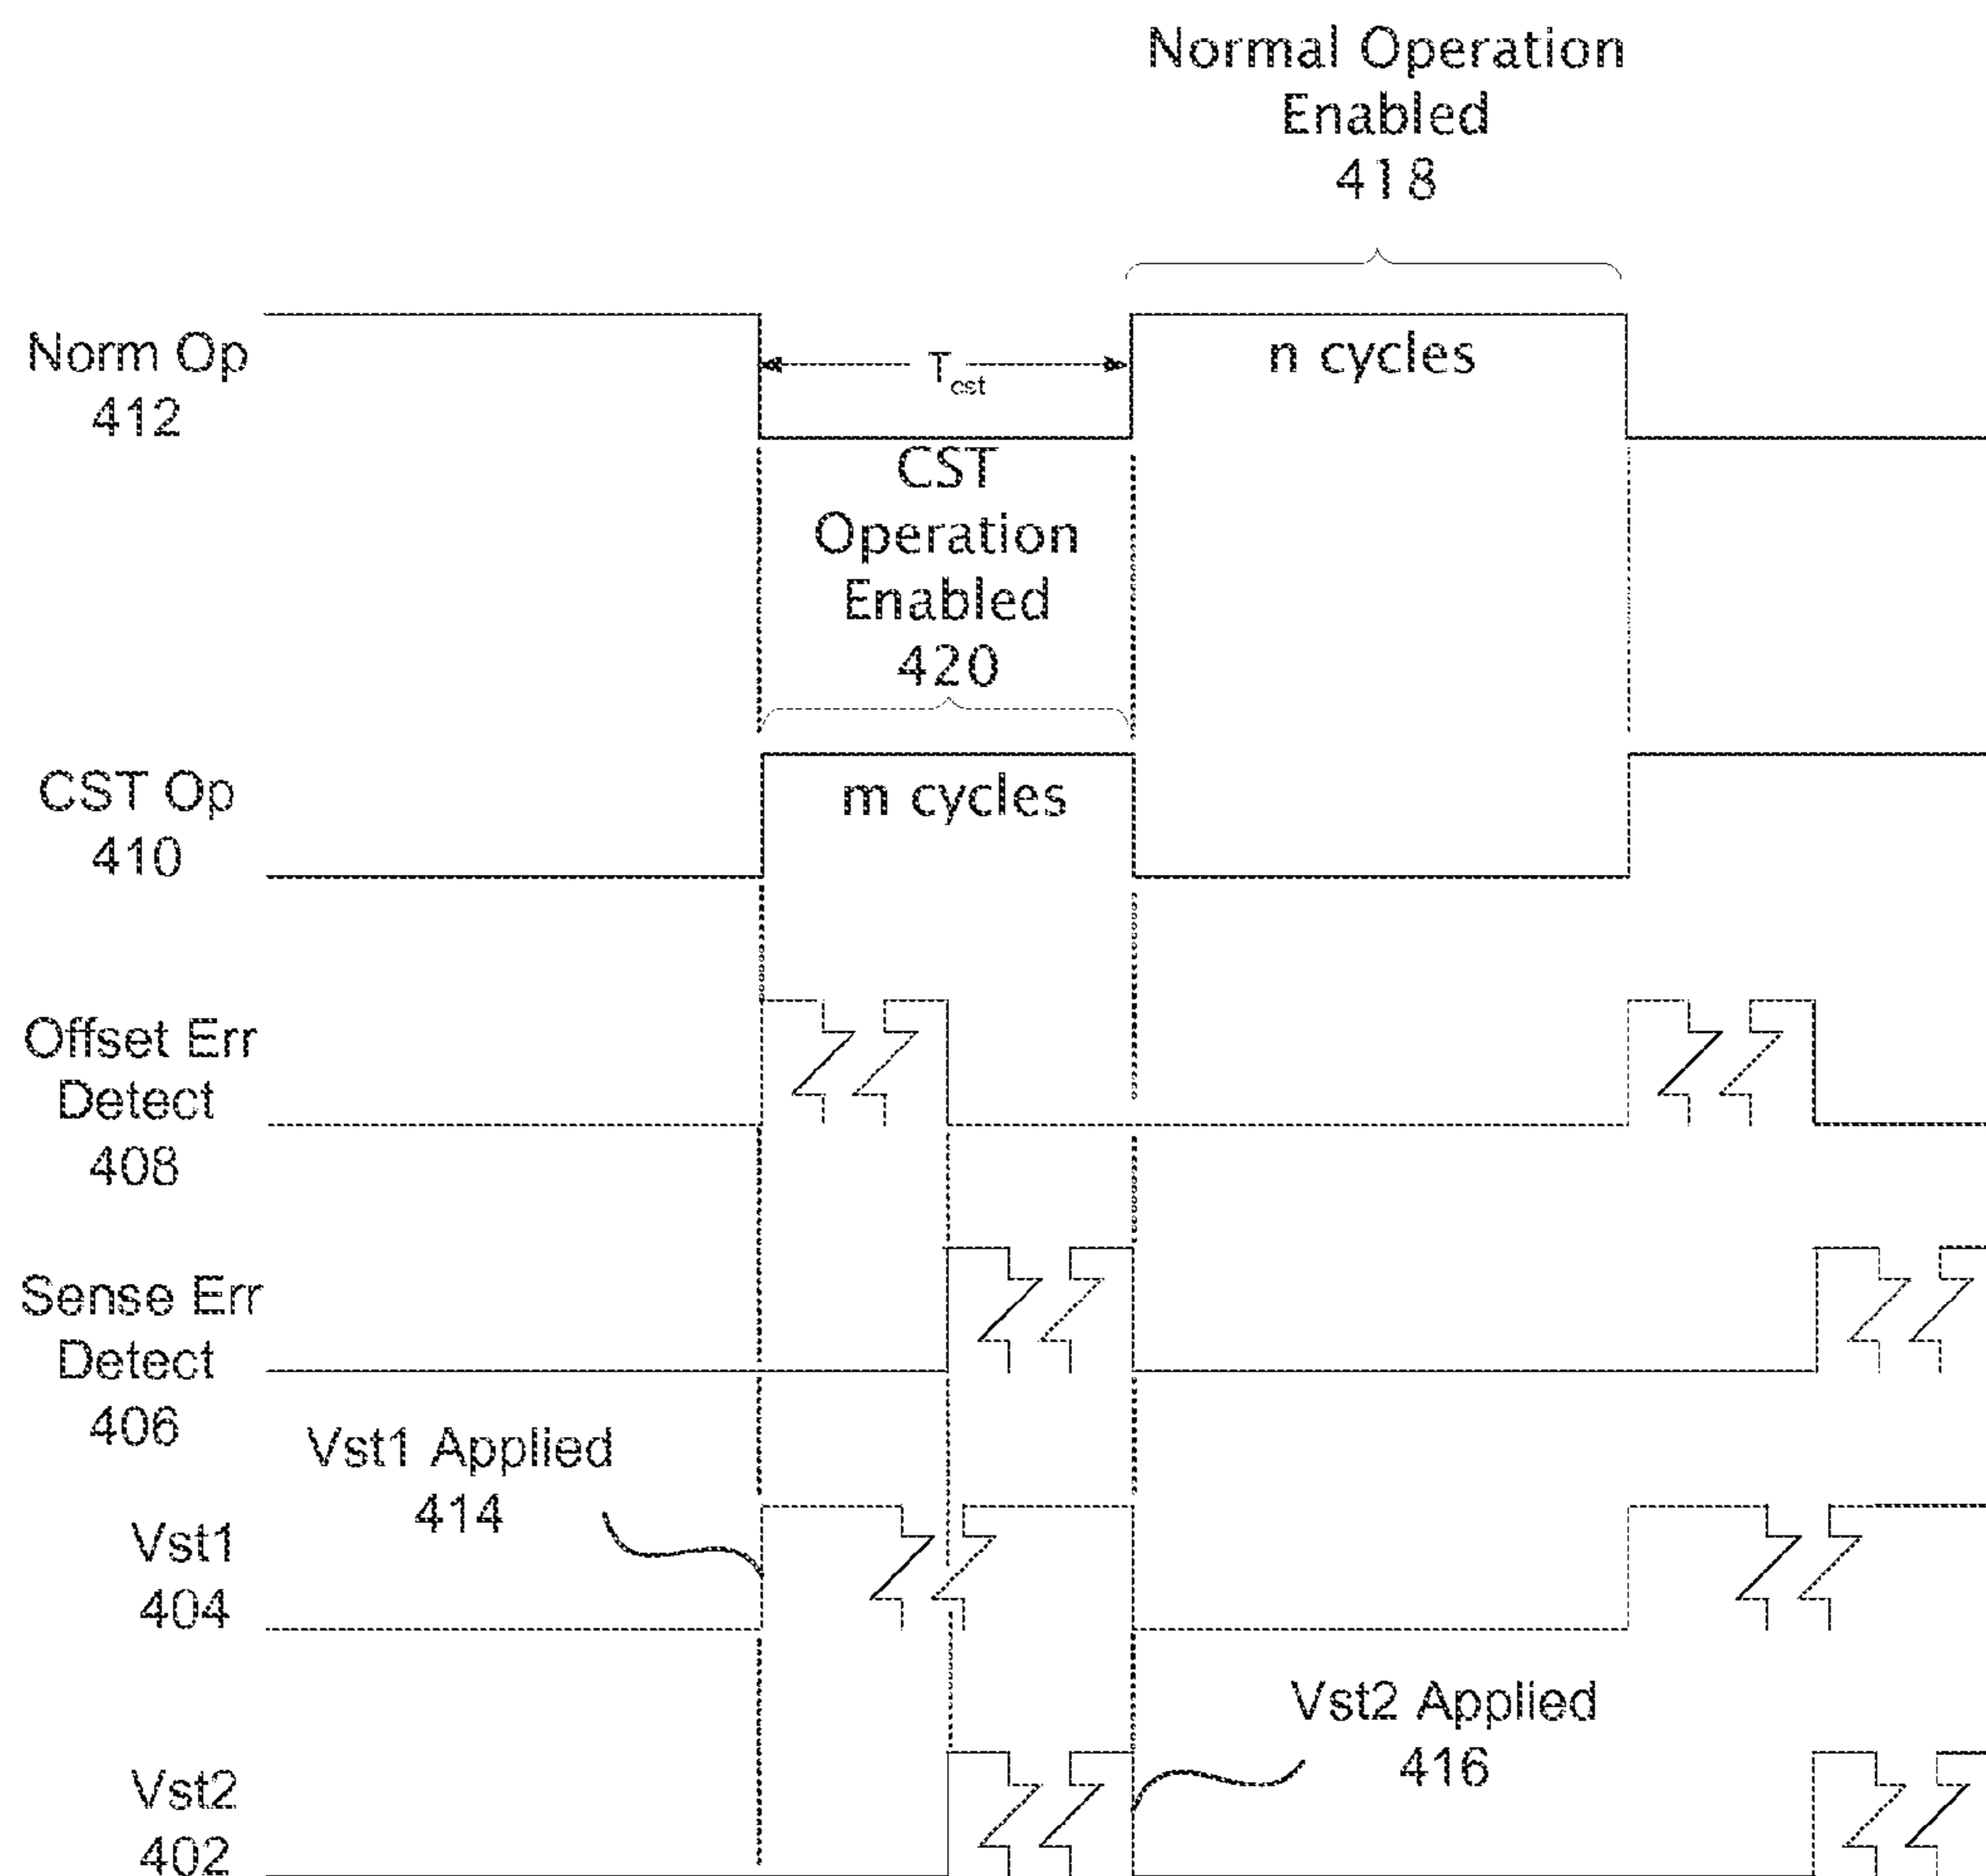 Normal Operation
Enabled
418
Norm Op
412
Tcst
n cycles
CST
Operation
Enabled
420
CST Op
410
m cycles
Offset Err
Detect
408
Sense Err
Detect
406
Vst1 Applied
414
Vst1
404
Vst2 Applied
416
Vst2
402